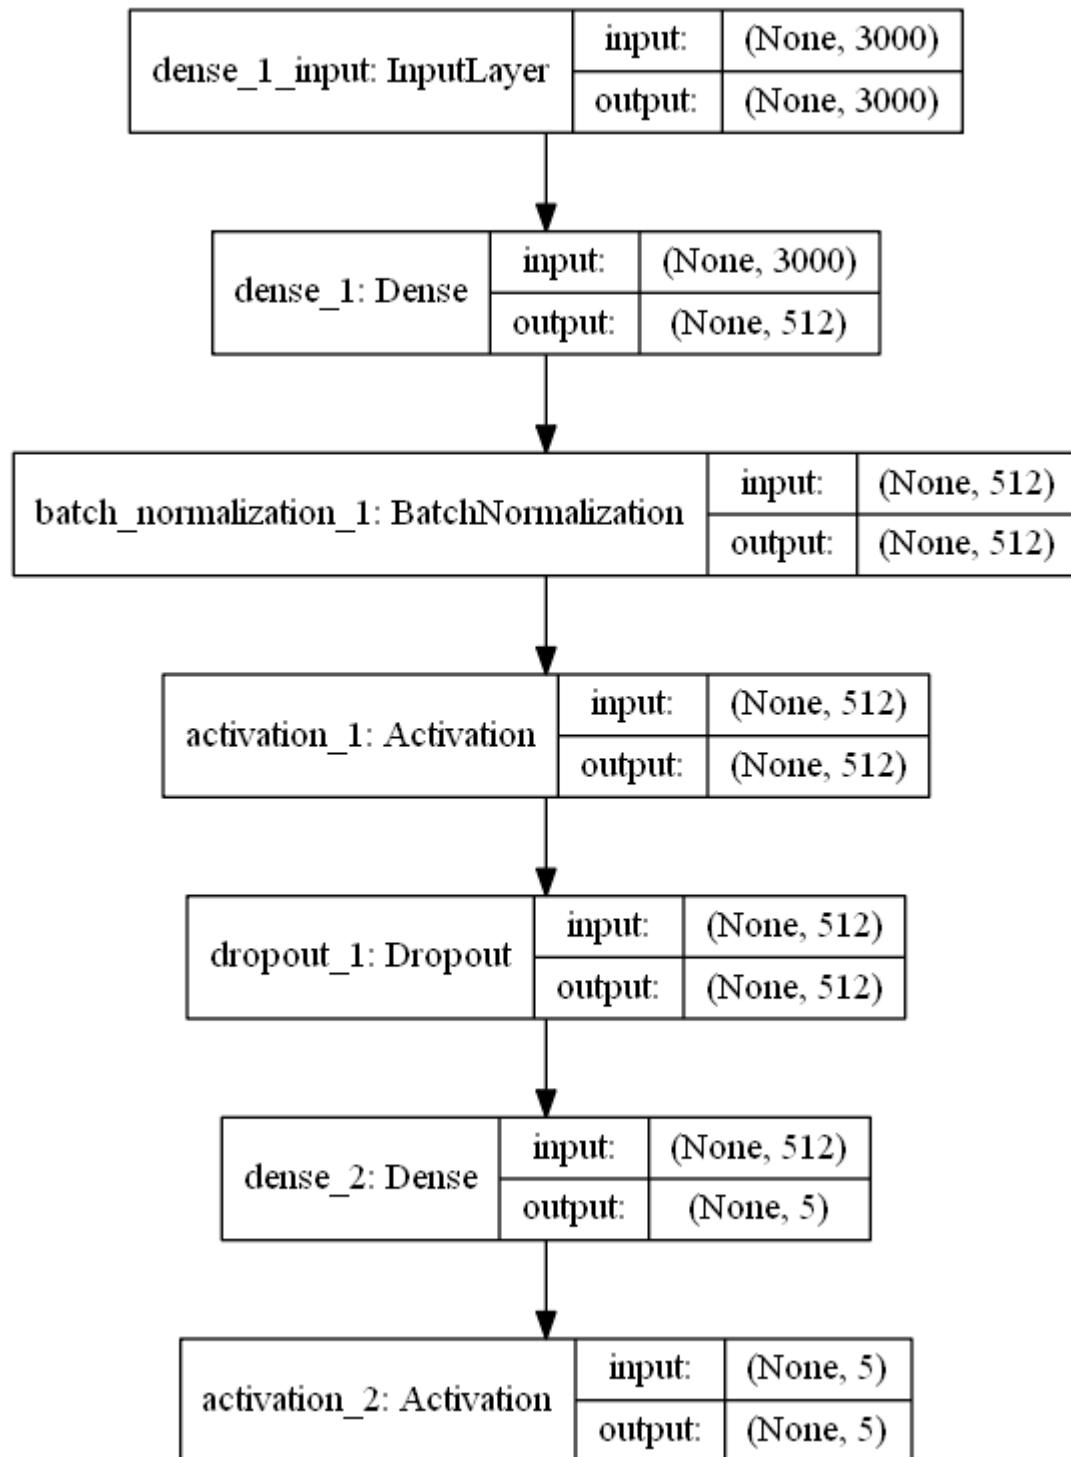 dense_1_input: InputLayer
input: (None, 3000)
output: (None, 3000)
dense_1: Dense
input: (None, 3000)
output: (None, 512)
batch_normalization_1: BatchNormalization
input: (None, 512)
output: (None, 512)
activation_1: Activation
input: (None, 512)
output: (None, 512)
dropout_1: Dropout
input: (None, 512)
output: (None, 512)
dense_2: Dense
input: (None, 512)
output: (None, 5)
activation_2: Activation
input: (None, 5)
output: (None, 5)